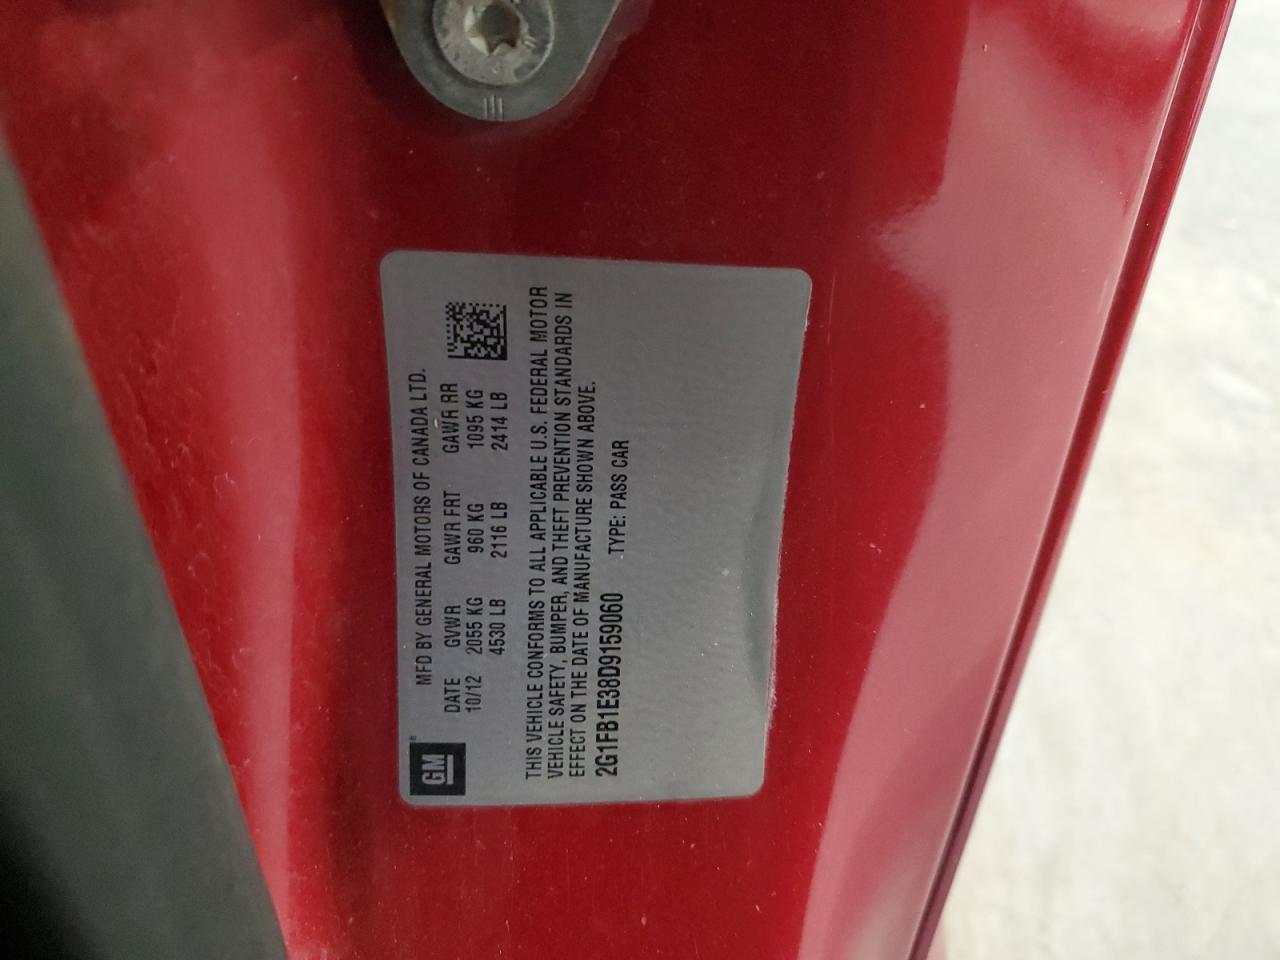 GM
MFD BY GENERAL MOTORS OF CANADA LTD.
DATE GVWR GAWR FRT GAWR RR
10/12 2055 KG 960 KG 1095 KG
4530 LB 2116 LB 2414 LB
THIS VEHICLE CONFORMS TO ALL APPLICABLE U.S. FEDERAL MOTOR
VEHICLE SAFETY, BUMPER, AND THEFT PREVENTION STANDARDS IN
EFFECT ON THE DATE OF MANUFACTURE SHOWN ABOVE.
2G1FB1E38D9159060 TYPE: PASS CAR